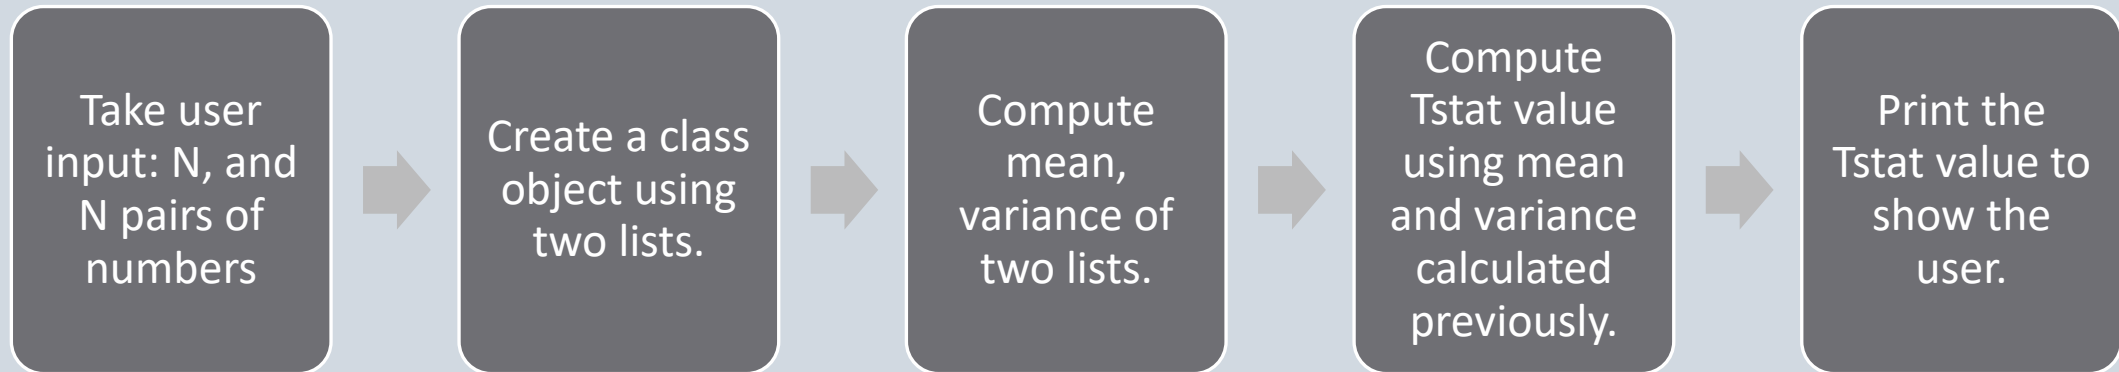 Take user
input: N, and
N pairs of
numbers
Create a class
object using
two lists.
Compute
mean,
variance of
two lists.
Compute
Tstat value
using mean
and variance
calculated
previously.
Print the
Tstat value to
show the
user.